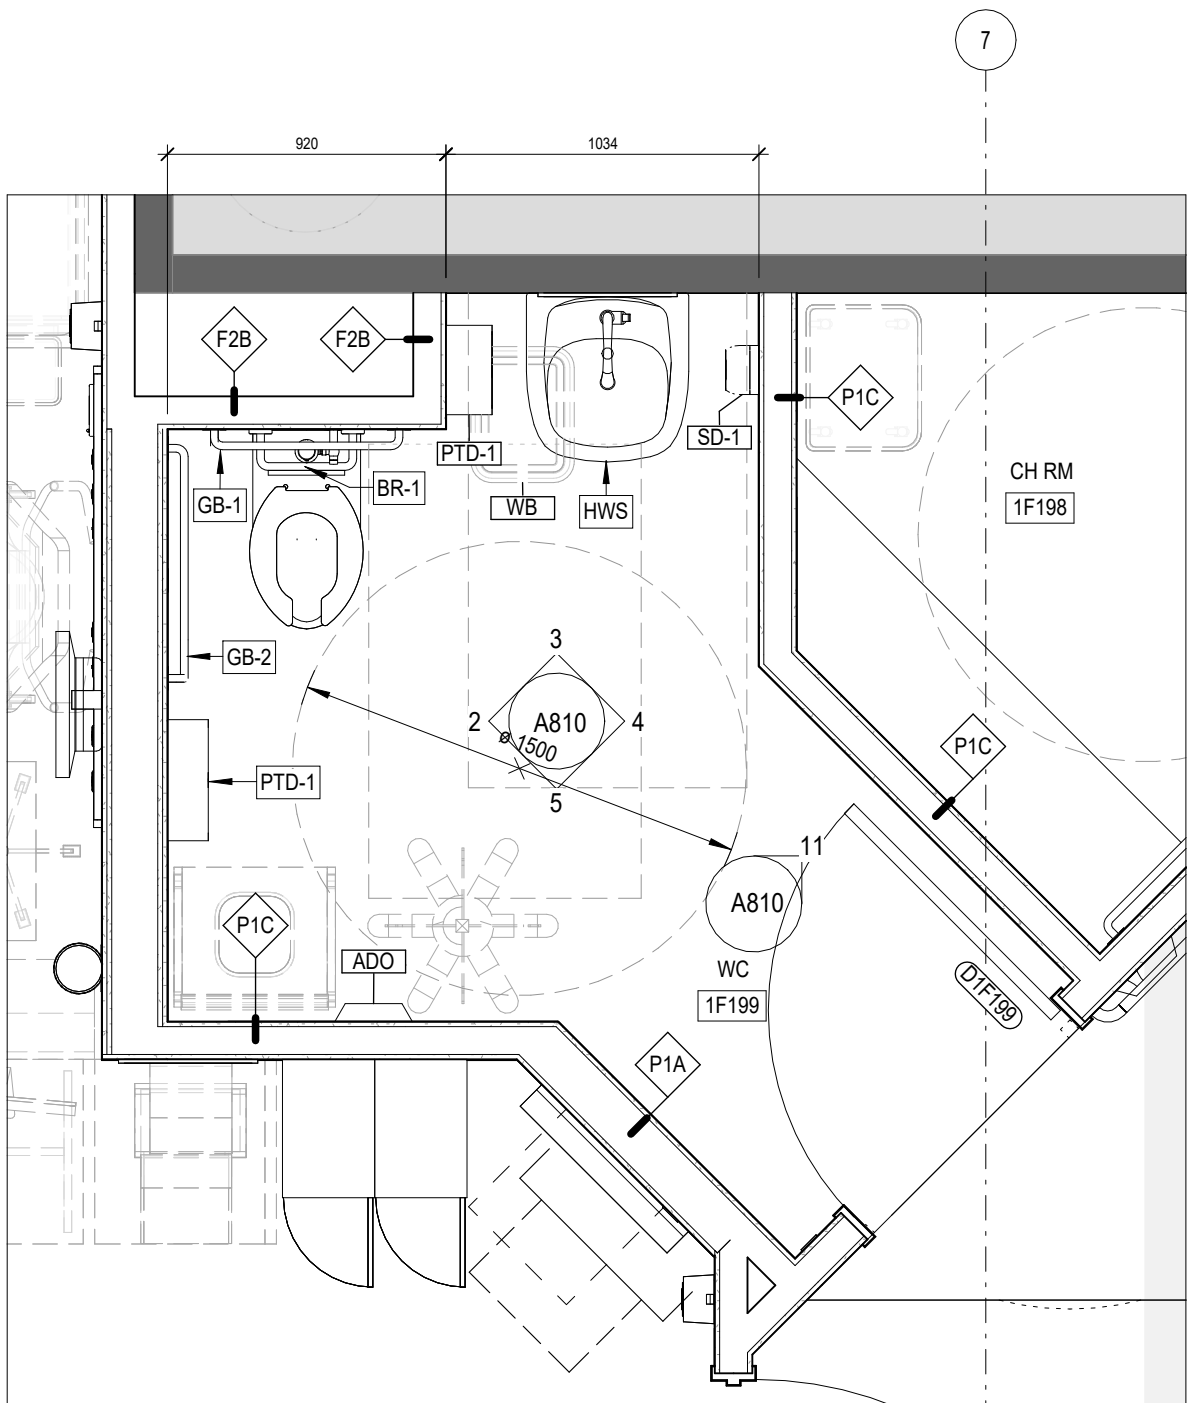 7
920
1034
F2B
F2B
P1C
PTD-1
SD-1
CH RM
1F198
BR-1
GB-1
WB
HWS
GB-2
3
2
A810
4
1500
5
P1C
PTD-1
11
A810
P1C
ADO
WC
1F199
D1F199
P1A